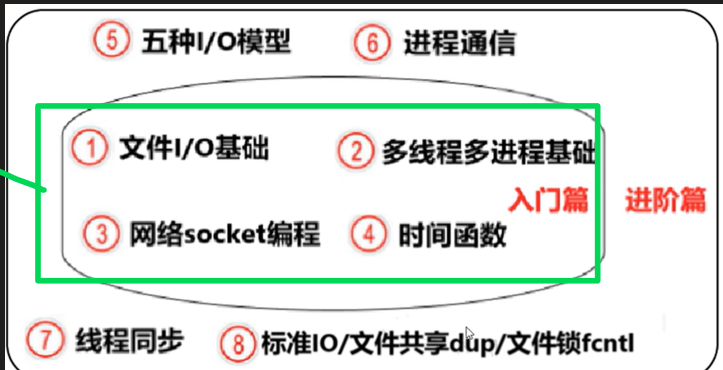 ⑤ 五种I/O模型 ⑥ 进程通信
① 文件I/O基础 ② 多线程多进程基础
入门篇 进阶篇
③ 网络socket编程 ④ 时间函数
⑦ 线程同步 ⑧ 标准IO/文件共享dup/文件锁fcntl